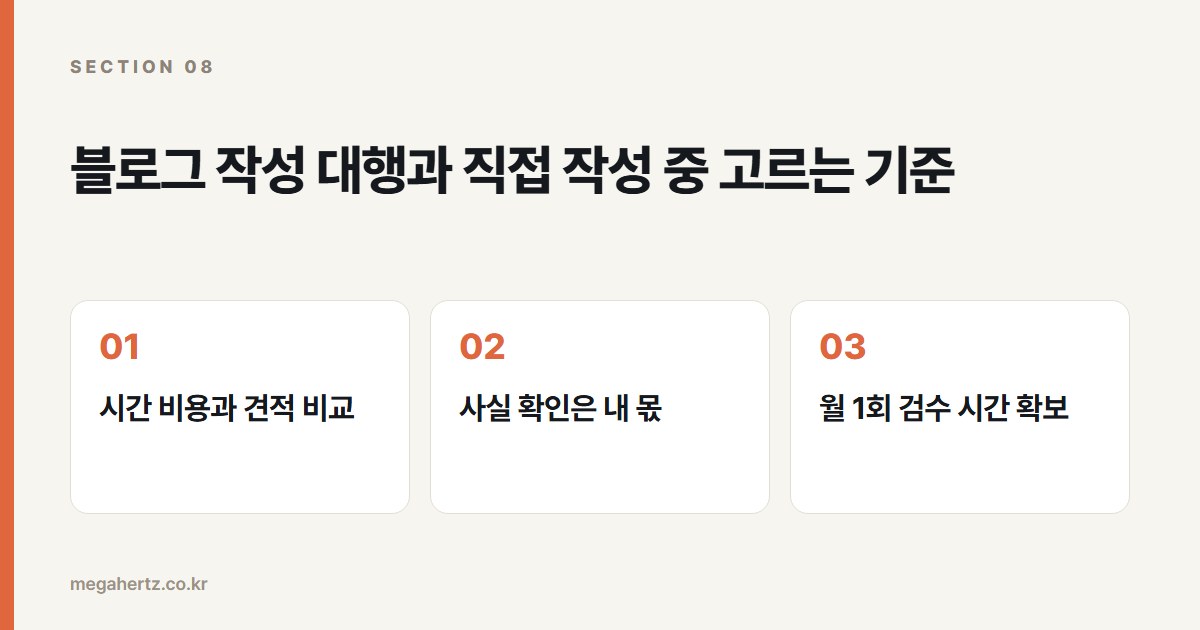 SECTION 08
블로그 작성 대행과 직접 작성 중 고르는 기준
01
시간 비용과 견적 비교
02
사실 확인은 내 몫
03
월 1회 검수 시간 확보
megahertz.co.kr